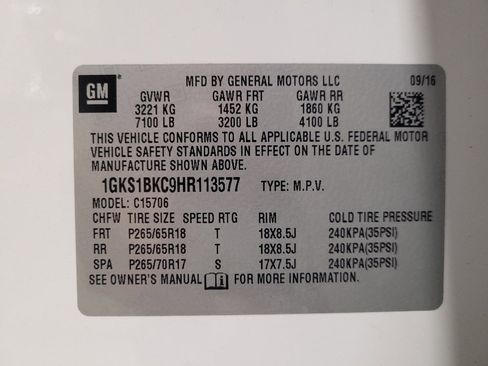 GM MFD BY GENERAL MOTORS LLC 09/16
GVWR GAWR FRT GAWR RR
3221 KG 1452 KG 1860 KG
7100 LB 3200 LB 4100 LB
THIS VEHICLE CONFORMS TO ALL APPLICABLE U.S. FEDERAL MOTOR
VEHICLE SAFETY STANDARDS IN EFFECT ON THE DATE OF
MANUFACTURE SHOWN ABOVE.
1GKS1BKC9HR113577 TYPE: M.P.V.
MODEL: C15706
CHFW TIRE SIZE SPEED RTG RIM COLD TIRE PRESSURE
FRT P265/65R18 T 18X8.5J 240KPA(35PSI)
RR P265/65R18 T 18X8.5J 240KPA(35PSI)
SPA P265/70R17 S 17X7.5J 240KPA(35PSI)
SEE OWNER'S MANUAL FOR MORE INFORMATION.